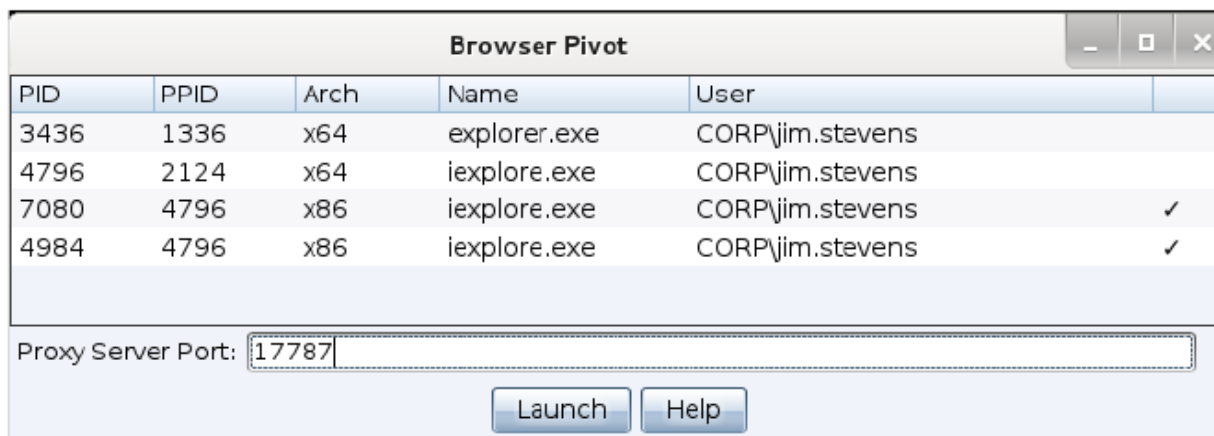 Browser Pivot
PID PPID Arch Name User
3436 1336 x64 explorer.exe CORP\jim.stevens
4796 2124 x64 iexplore.exe CORP\jim.stevens
7080 4796 x86 iexplore.exe CORP\jim.stevens ✓
4984 4796 x86 iexplore.exe CORP\jim.stevens ✓
Proxy Server Port: 17787
Launch Help